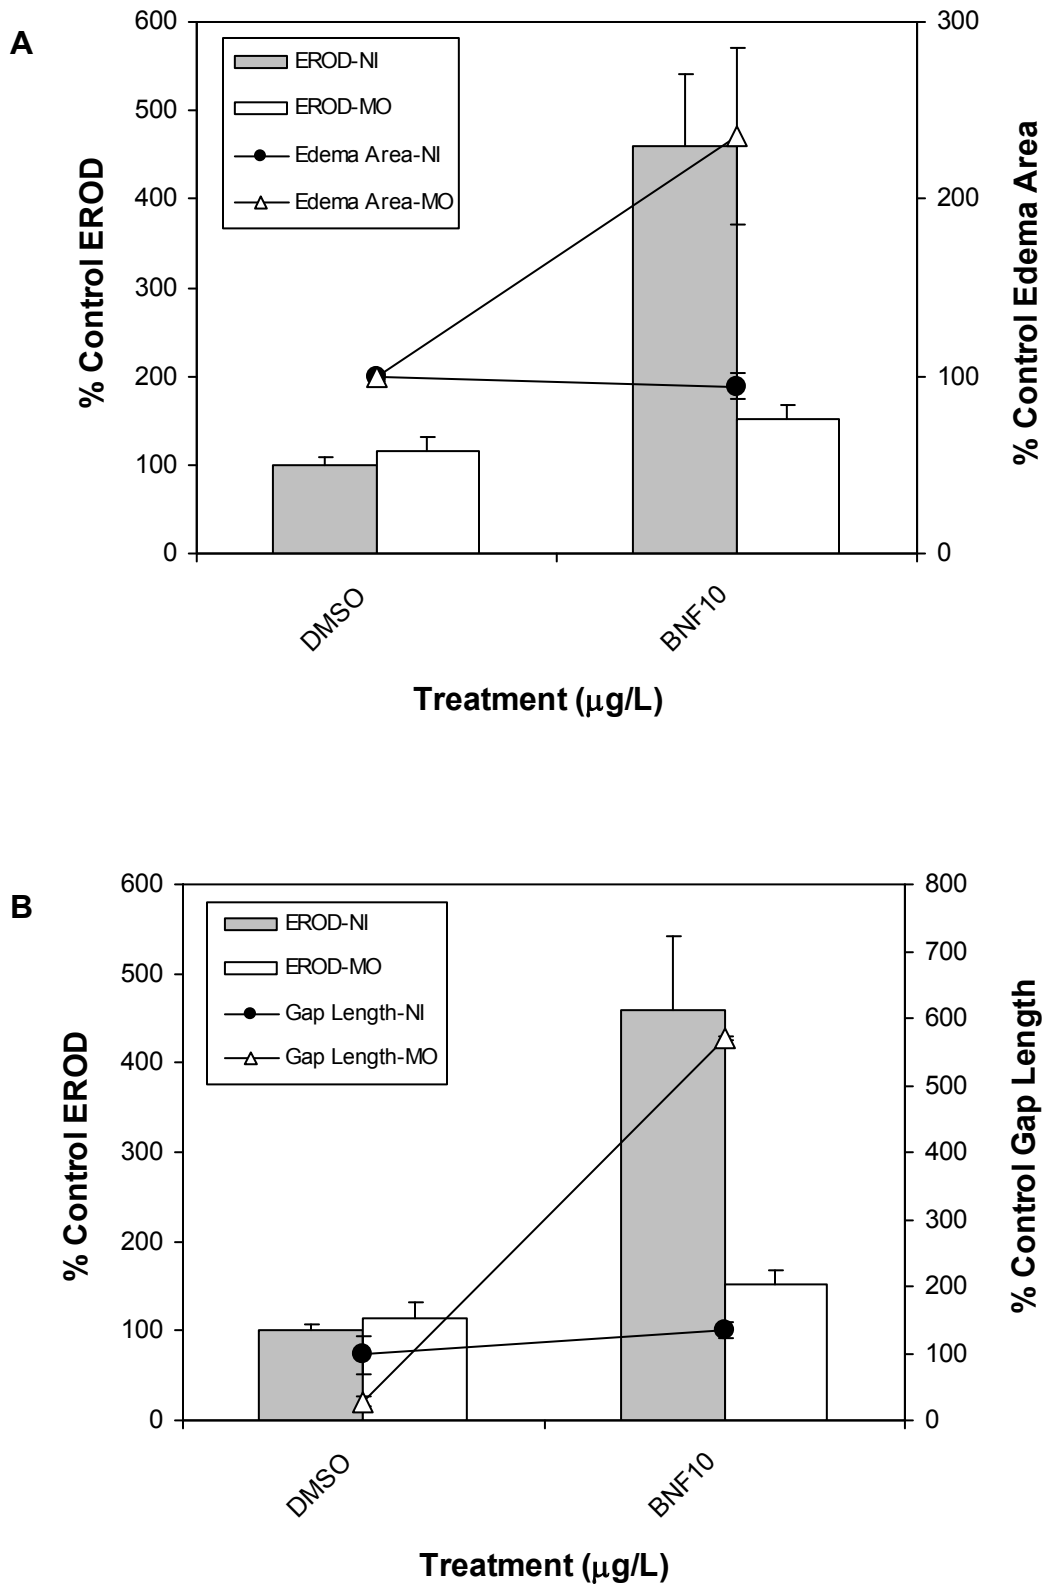 A
600
500
400
300
200
100
0
% Control EROD
EROD-NI
EROD-MO
Edema Area-NI
Edema Area-MO
300
200
100
0
% Control Edema Area
DMSO
BNF10
Treatment (μg/L)
B
600
500
400
300
200
100
0
% Control EROD
EROD-NI
EROD-MO
Gap Length-NI
Gap Length-MO
800
700
600
500
400
300
200
100
0
% Control Gap Length
DMSO
BNF10
Treatment (μg/L)